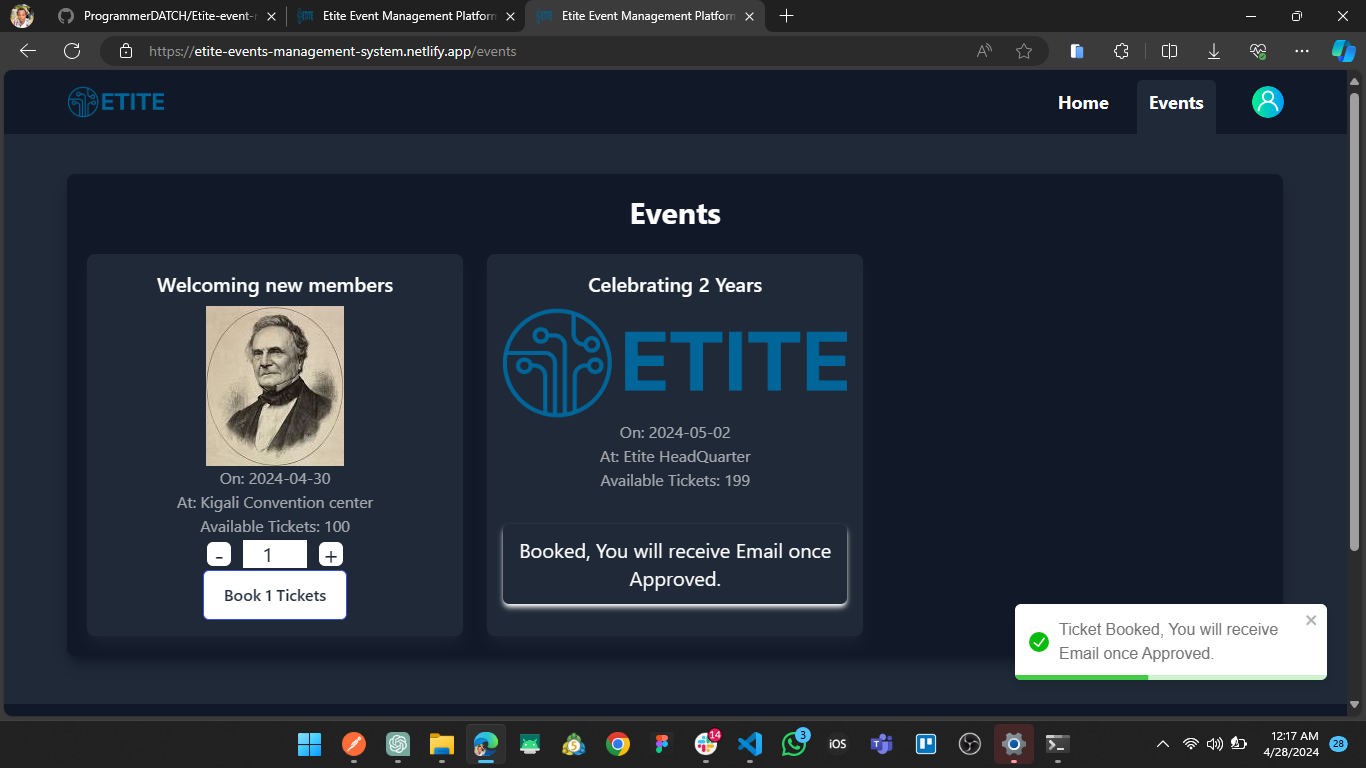 ProgrammerDATCH/Etite-event-
Etite Event Management Platform
Etite Event Management Platform
https://etite-events-management-system.netlify.app/events
ETITE
Home
Events
Events
Welcoming new members
On: 2024-04-30
At: Kigali Convention center
Available Tickets: 100
- 1 +
Book 1 Tickets
Celebrating 2 Years
ETITE
On: 2024-05-02
At: Etite HeadQuarter
Available Tickets: 199
Booked, You will receive Email once
Approved.
Ticket Booked, You will receive
Email once Approved.
14
3
iOS
12:17 AM
4/28/2024
28